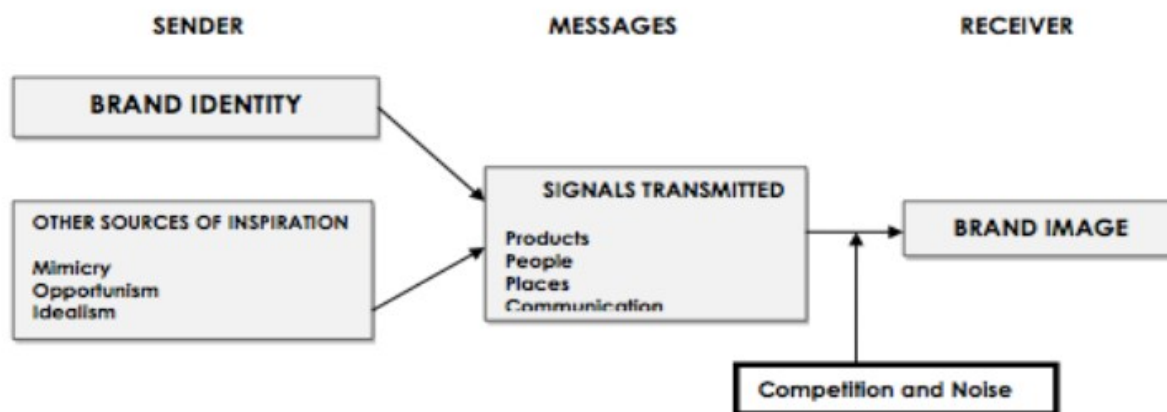 SENDER
MESSAGES
RECEIVER
BRAND IDENTITY
OTHER SOURCES OF INSPIRATION
Mimicry
Opportunism
Idealism
SIGNALS TRANSMITTED
Products
People
Places
Communication
BRAND IMAGE
Competition and Noise